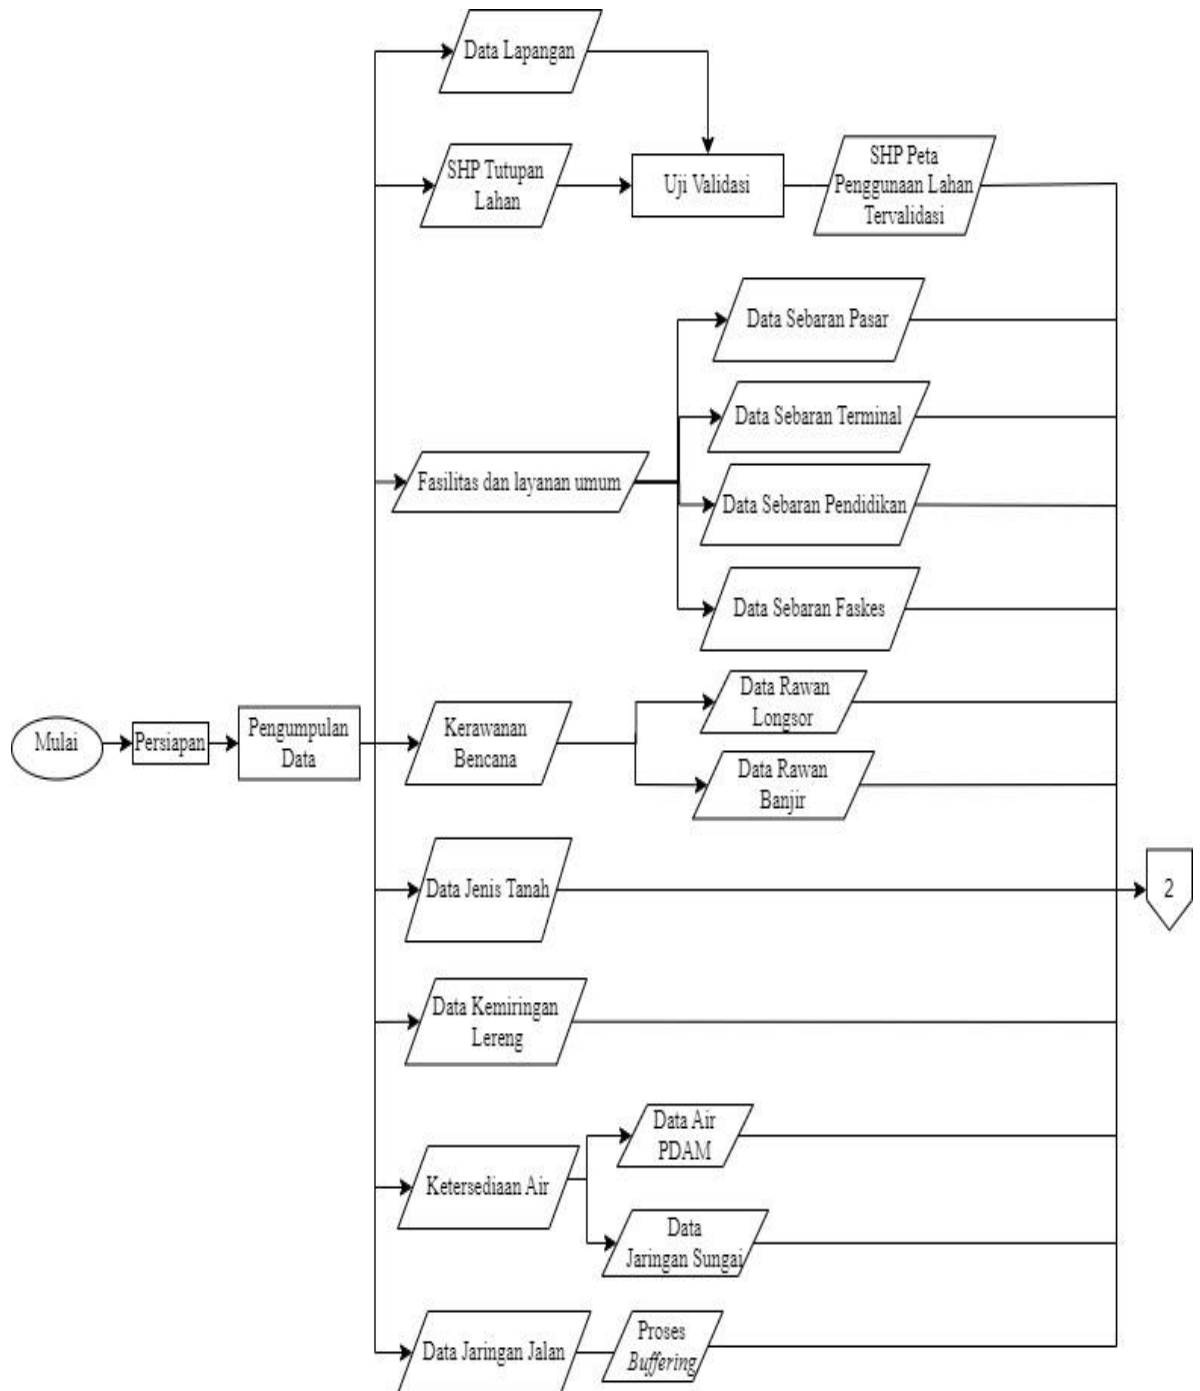 Data Lapangan
SHP Tutupan
Lahan
Uji Validasi
SHP Peta
Penggunaan Lahan
Tervalidasi
Data Sebaran Pasar
Data Sebaran Terminal
Fasilitas dan layanan umum
Data Sebaran Pendidikan
Data Sebaran Faskes
Mulai
Persiapan
Pengumpulan
Data
Kerawanan
Bencana
Data Rawan
Longsor
Data Rawan
Banjir
Data Jenis Tanah
2
Data Kemiringan
Lereng
Ketersediaan Air
Data Air
PDAM
Data
Jaringan Sungai
Data Jaringan Jalan
Proses
Buffering